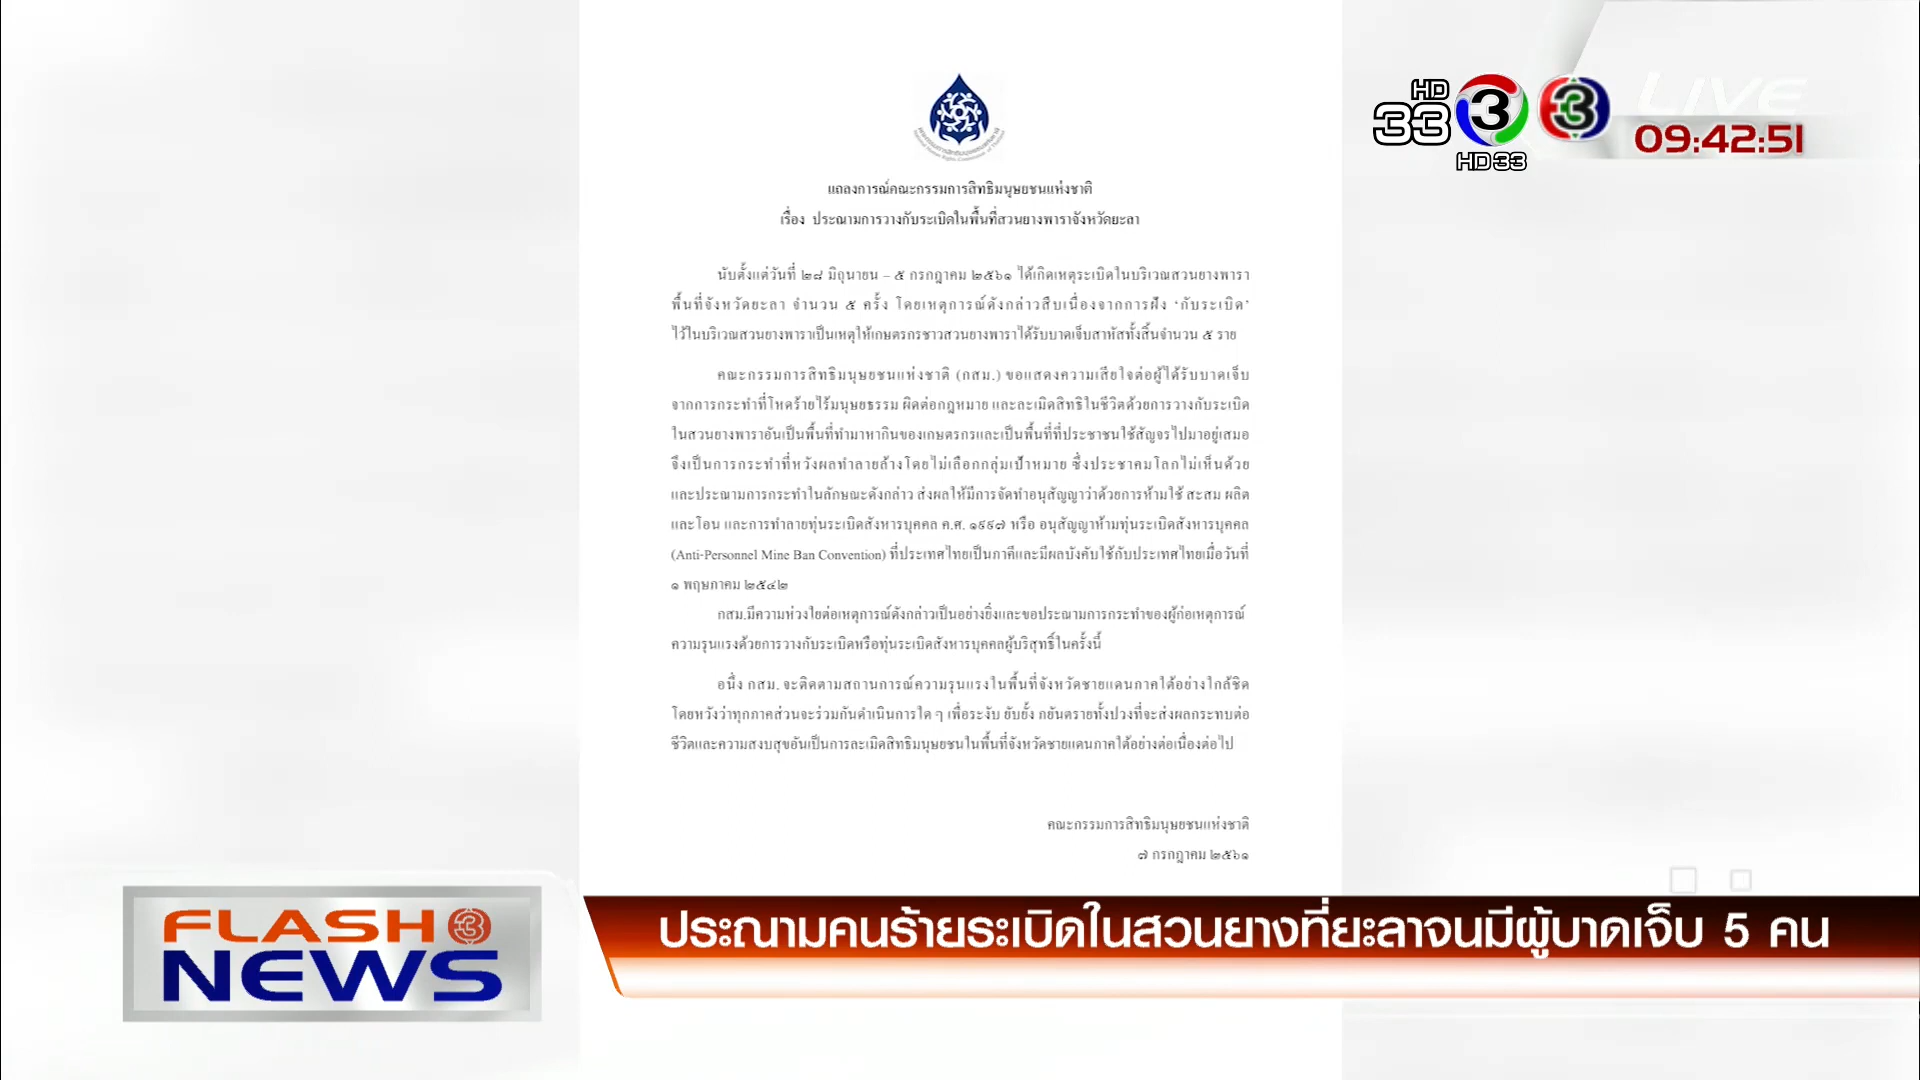 HD
33
3
HD33
3
LIVE
09:42:51
แถลงการณ์คณะกรรมการสิทธิมนุษยชนแห่งชาติ
เรื่อง ประณามการวางกับระเบิดในพื้นที่สวนยางพาราจังหวัดยะลา
นับตั้งแต่วันที่ ๒๘ มิถุนายน – ๕ กรกฎาคม ๒๕๖๑ ได้เกิดเหตุระเบิดในบริเวณสวนยางพารา
พื้นที่จังหวัดยะลา จำนวน ๕ ครั้ง โดยเหตุการณ์ดังกล่าวสืบเนื่องจากการฝัง ‘กับระเบิด’
ไว้ในบริเวณสวนยางพาราเป็นเหตุให้เกษตรกรชาวสวนยางพาราได้รับบาดเจ็บสาหัสทั้งสิ้นจำนวน ๕ ราย
คณะกรรมการสิทธิมนุษยชนแห่งชาติ (กสม.) ขอแสดงความเสียใจต่อผู้ได้รับบาดเจ็บ
จากการกระทำที่โหดร้ายไร้มนุษยธรรม ผิดต่อกฎหมาย และละเมิดสิทธิในชีวิตด้วยการวางกับระเบิด
ในสวนยางพาราอันเป็นพื้นที่ทำมาหากินของเกษตรกรและเป็นพื้นที่ที่ประชาชนใช้สัญจรไปมาอยู่เสมอ
จึงเป็นการกระทำที่หวังผลทำลายล้างโดยไม่เลือกกลุ่มเป้าหมาย ซึ่งประชาคมโลกไม่เห็นด้วย
และประณามการกระทำในลักษณะดังกล่าว ส่งผลให้มีการจัดทำอนุสัญญาว่าด้วยการห้ามใช้ สะสม ผลิต
และโอน และการทำลายทุ่นระเบิดสังหารบุคคล ค.ศ. ๑๙๙๗ หรือ อนุสัญญาห้ามทุ่นระเบิดสังหารบุคคล
(Anti-Personnel Mine Ban Convention) ที่ประเทศไทยเป็นภาคีและมีผลบังคับใช้กับประเทศไทยเมื่อวันที่
๑ พฤษภาคม ๒๕๔๒
กสม.มีความห่วงใยต่อเหตุการณ์ดังกล่าวเป็นอย่างยิ่งและขอประณามการกระทำของผู้ก่อเหตุการณ์
ความรุนแรงด้วยการวางกับระเบิดหรือทุ่นระเบิดสังหารบุคคลผู้บริสุทธิ์ในครั้งนี้
อนึ่ง กสม. จะติดตามสถานการณ์ความรุนแรงในพื้นที่จังหวัดชายแดนภาคใต้อย่างใกล้ชิด
โดยหวังว่าทุกภาคส่วนจะร่วมกันดำเนินการใด ๆ เพื่อระงับ ยับยั้ง ภยันตรายทั้งปวงที่จะส่งผลกระทบต่อ
ชีวิตและความสงบสุขอันเป็นการละเมิดสิทธิมนุษยชนในพื้นที่จังหวัดชายแดนภาคใต้อย่างต่อเนื่องต่อไป
คณะกรรมการสิทธิมนุษยชนแห่งชาติ
๗ กรกฎาคม ๒๕๖๑
FLASH 3
NEWS
ประณามคนร้ายระเบิดในสวนยางที่ยะลาจนมีผู้บาดเจ็บ 5 คน